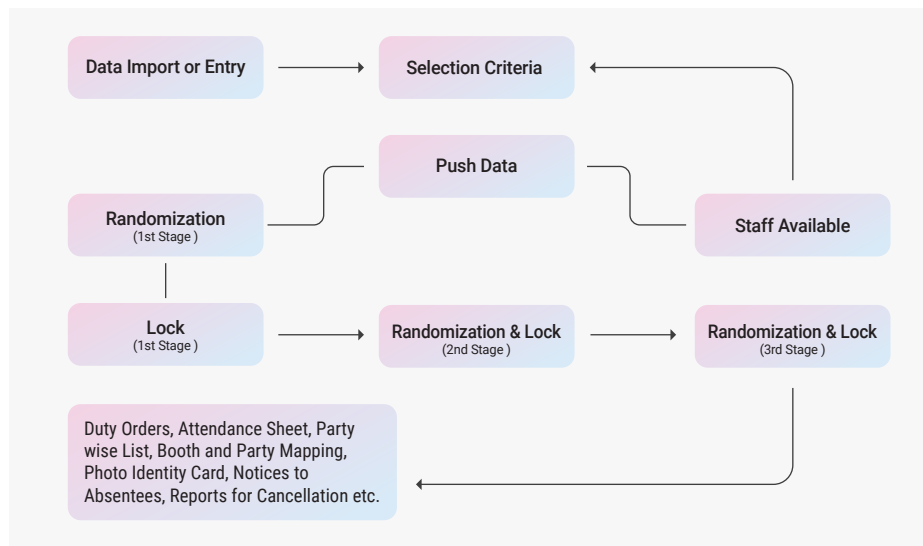 Data Import or Entry
Selection Criteria
Push Data
Randomization
(1st Stage )
Staff Available
Lock
(1st Stage )
Randomization & Lock
(2nd Stage )
Randomization & Lock
(3rd Stage )
Duty Orders, Attendance Sheet, Party
wise List, Booth and Party Mapping,
Photo Identity Card, Notices to
Absentees, Reports for Cancellation etc.